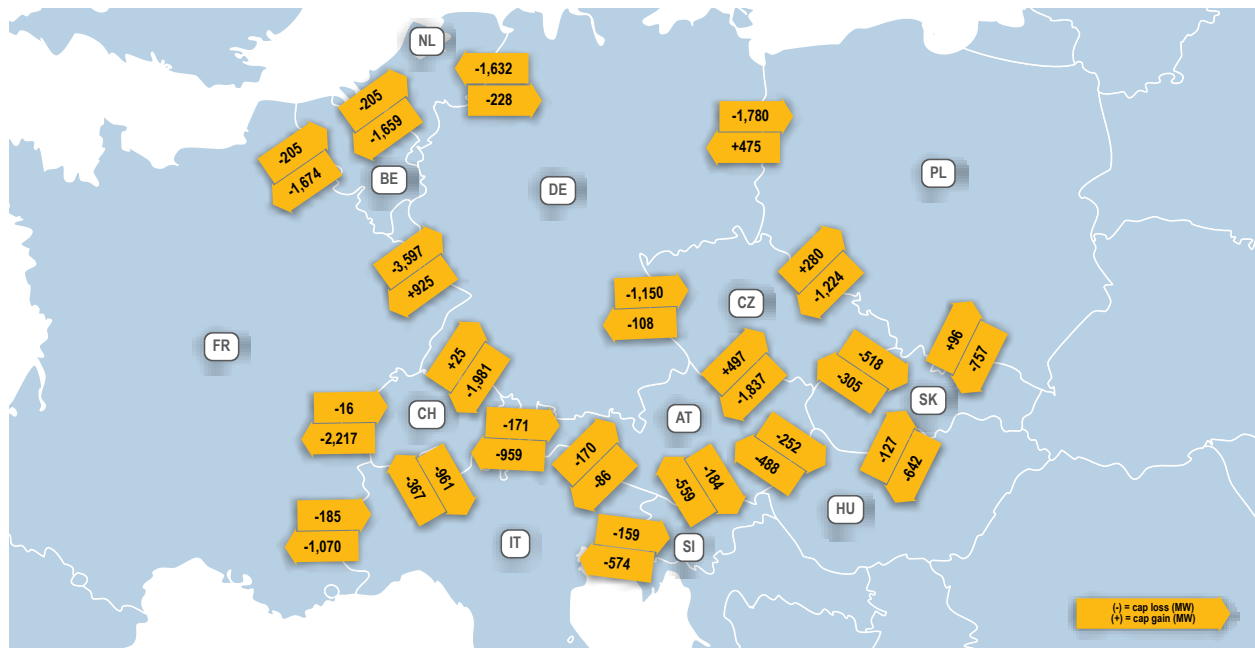 NL
-1,632
-228
-205
-1,659
-205
-1,674
BE
DE
-1,780
+475
PL
-3,597
+925
+280
-1,224
-1,150
-108
CZ
FR
+96
-757
+25
-1,981
+497
-1,837
-518
-305
SK
-16
-2,217
CH
AT
-171
-959
-170
-86
-252
-488
-127
-642
-367
-961
-559
-184
HU
-185
-1,070
IT
-159
-574
SI
(-) = cap loss (MW)
(+) = cap gain (MW)